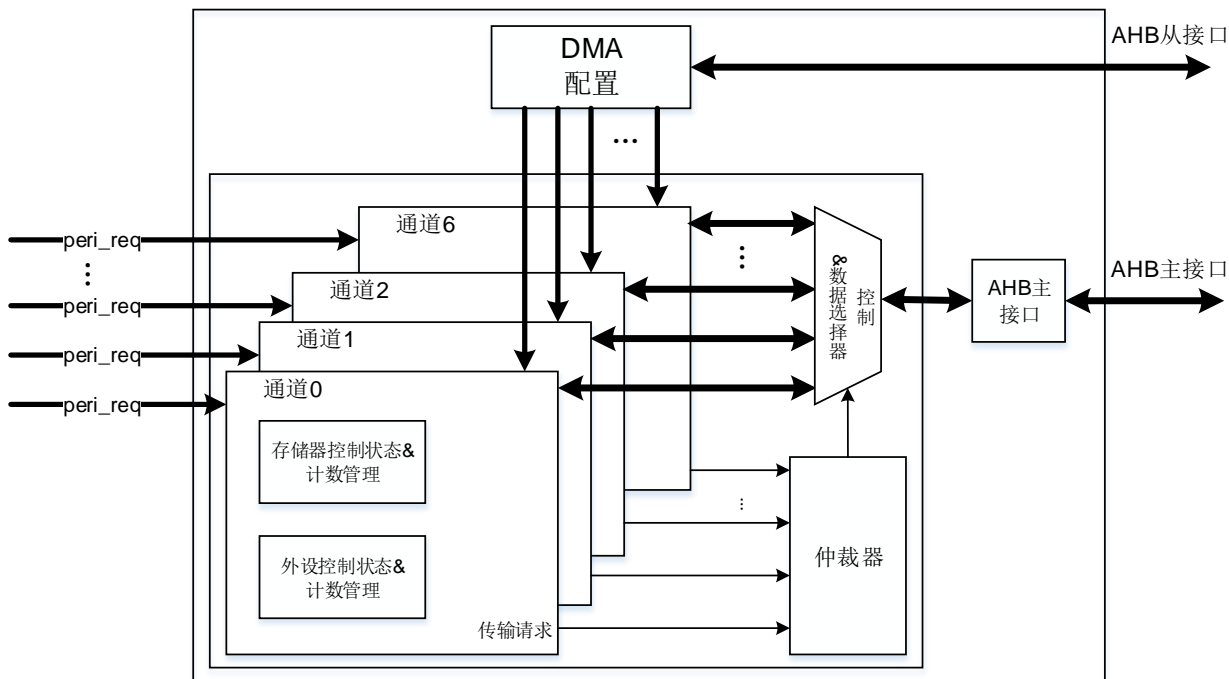 DMA
配置
AHB从接口
...
通道6
peri_req
...
...
通道2
peri_req
通道1
peri_req
通道0
peri_req
控制
&数据选择器
AHB主
接口
AHB主接口
存储器控制状态&
计数管理
...
外设控制状态&
计数管理
仲裁器
传输请求